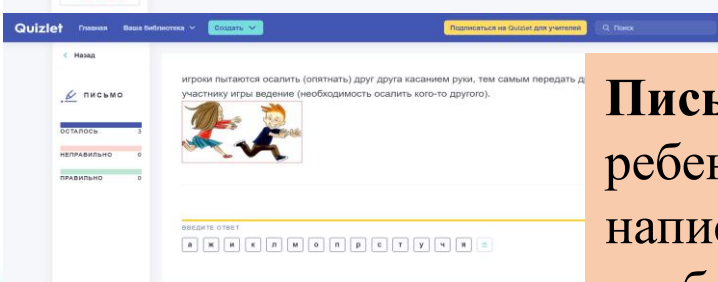 Quizlet Главная Ваша библиотека Создать Подписаться на Quizlet для учителей Поиск
Назад
ПИСЬМО
ОСТАЛОСЬ 3
НЕПРАВИЛЬНО 0
ПРАВИЛЬНО 0
игроки пытаются осалить (опятнать) друг друга касанием руки, тем самым передать
участнику игры ведение (необходимость осалить кого-то другого).
ВВЕДИТЕ ОТВЕТ
а ж и к л м о п р с т у ч я